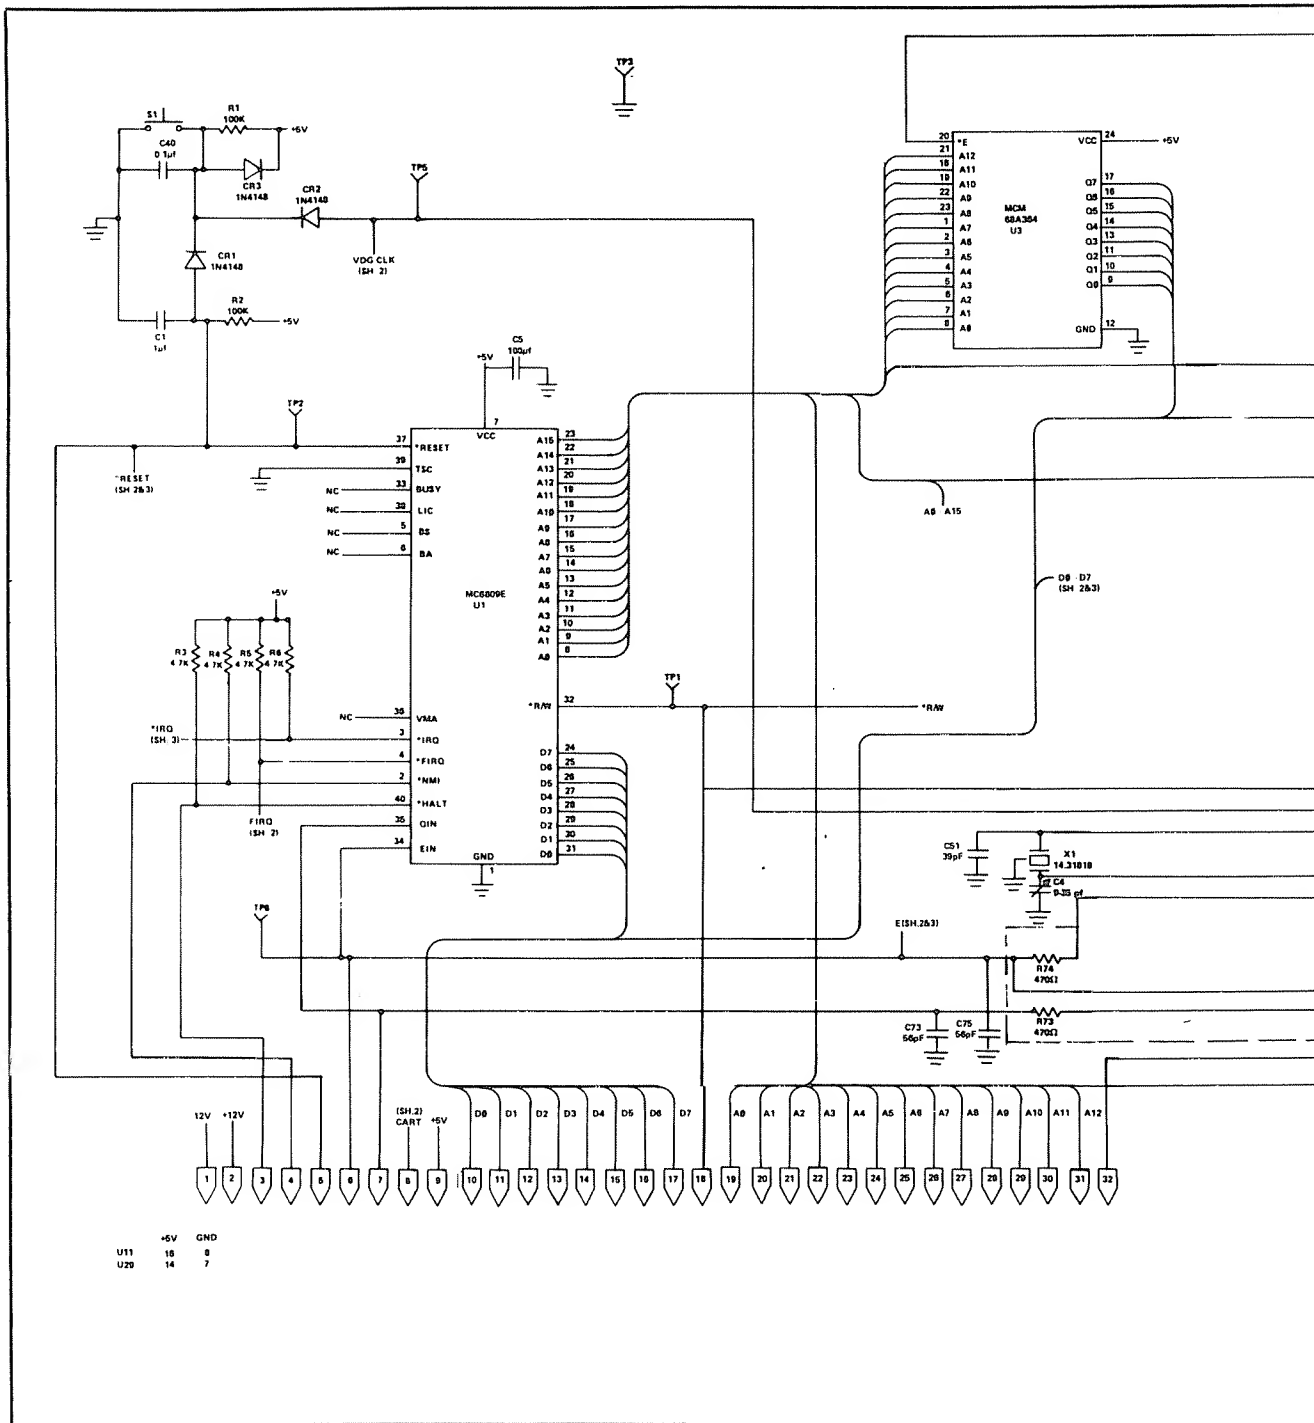 TP3
S1
R1
100K
+5V
C40
0.1µf
CR3
1N4148
CR2
1N4148
TP5
VDG CLK
(SH 2)
CR1
1N4148
R2
100K
+5V
C1
1µf
20
*E
21
A12
18
A11
19
A10
22
A9
23
A8
1
A7
2
A6
3
A5
4
A4
5
A3
6
A2
7
A1
8
A0
MCM
68A364
U3
VCC
24
+5V
Q7
17
Q6
16
Q5
15
Q4
14
Q3
13
Q2
11
Q1
10
Q0
9
GND
12
+5V
C5
100µf
7
VCC
TP2
*RESET
(SH 2&3)
37
*RESET
39
TSC
NC
33
BUSY
NC
38
LIC
NC
5
BS
NC
6
BA
MC6809E
U1
A15
23
A14
22
A13
21
A12
20
A11
19
A10
18
A9
17
A8
16
A7
15
A6
14
A5
13
A4
12
A3
11
A2
10
A1
9
A0
8
A0 A15
D0 - D7
(SH 2&3)
+5V
R3
4.7K
R4
4.7K
R5
4.7K
R6
4.7K
*IRQ
(SH. 3)
NC
36
VMA
3
*IRQ
4
*FIRQ
2
*NMI
40
*HALT
35
QIN
34
EIN
FIRQ
(SH 2)
*R/W
32
TP1
*R/W
D7
24
D6
25
D5
26
D4
27
D3
28
D2
29
D1
30
D0
31
GND
1
C51
39pF
X1
14.31818
C4
TP6
E(SH.2&3)
R74
470Ω
R73
470Ω
C73
56pF
C75
56pF
12V
+12V
(SH.2)
CART
+5V
D0
D1
D2
D3
D4
D5
D6
D7
A0
A1
A2
A3
A4
A5
A6
A7
A8
A9
A10
A11
A12
1
2
3
4
5
6
7
8
9
10
11
12
13
14
15
16
17
18
19
20
21
22
23
24
25
26
27
28
29
30
31
32
+5V GND
U11 16 8
U29 14 7